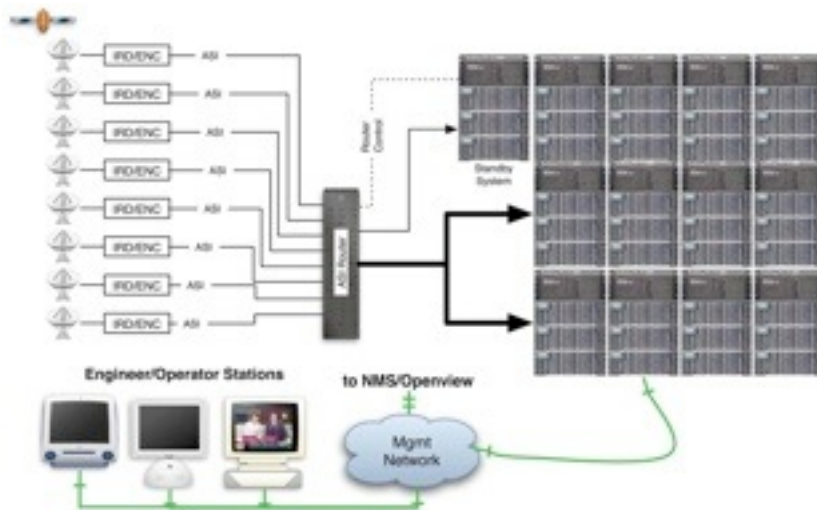 IRD/ENC ASI
IRD/ENC ASI
IRD/ENC ASI
IRD/ENC ASI
IRD/ENC ASI
IRD/ENC ASI
IRD/ENC ASI
IRD/ENC ASI
ASI Router
Router
Control
Standby
System
Engineer/Operator Stations
to NMS/Openview
Mgmt
Network